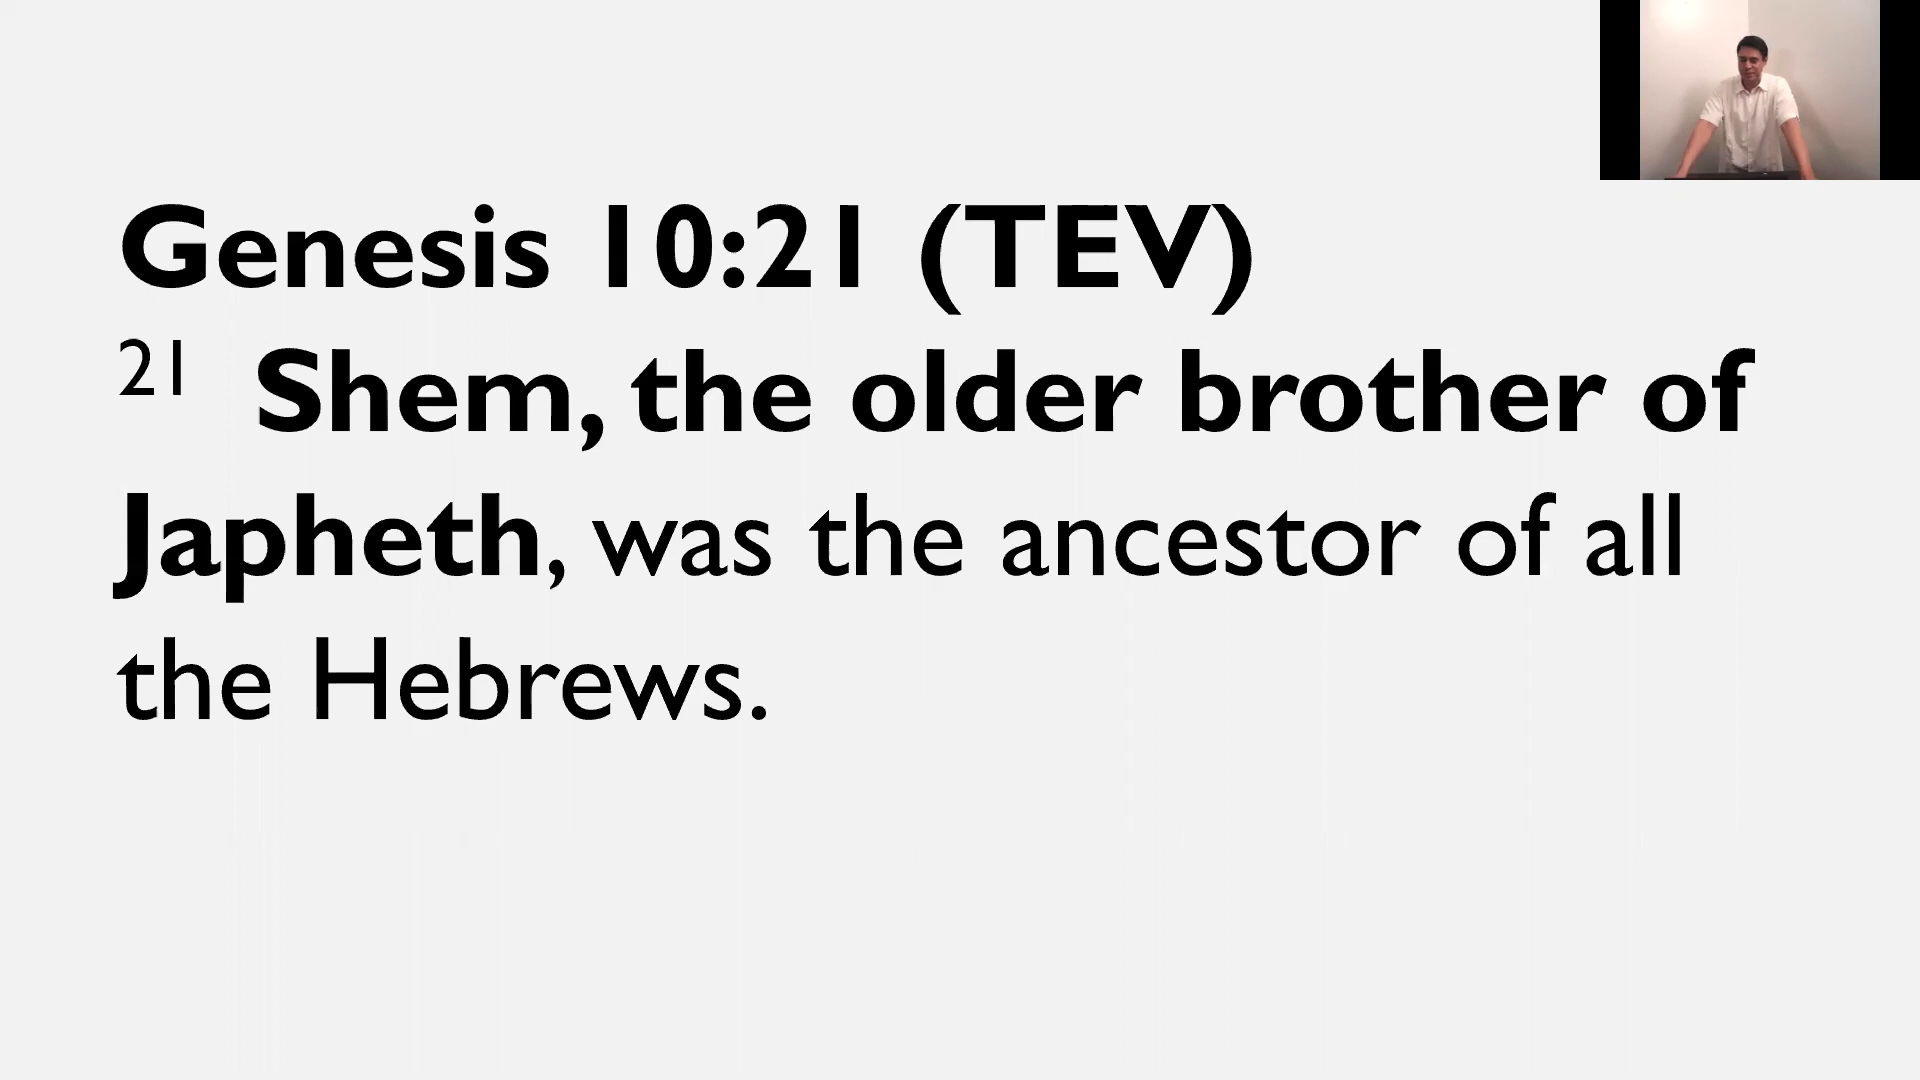 Genesis 10:21 (TEV)
21 Shem, the older brother of
Japheth, was the ancestor of all
the Hebrews.